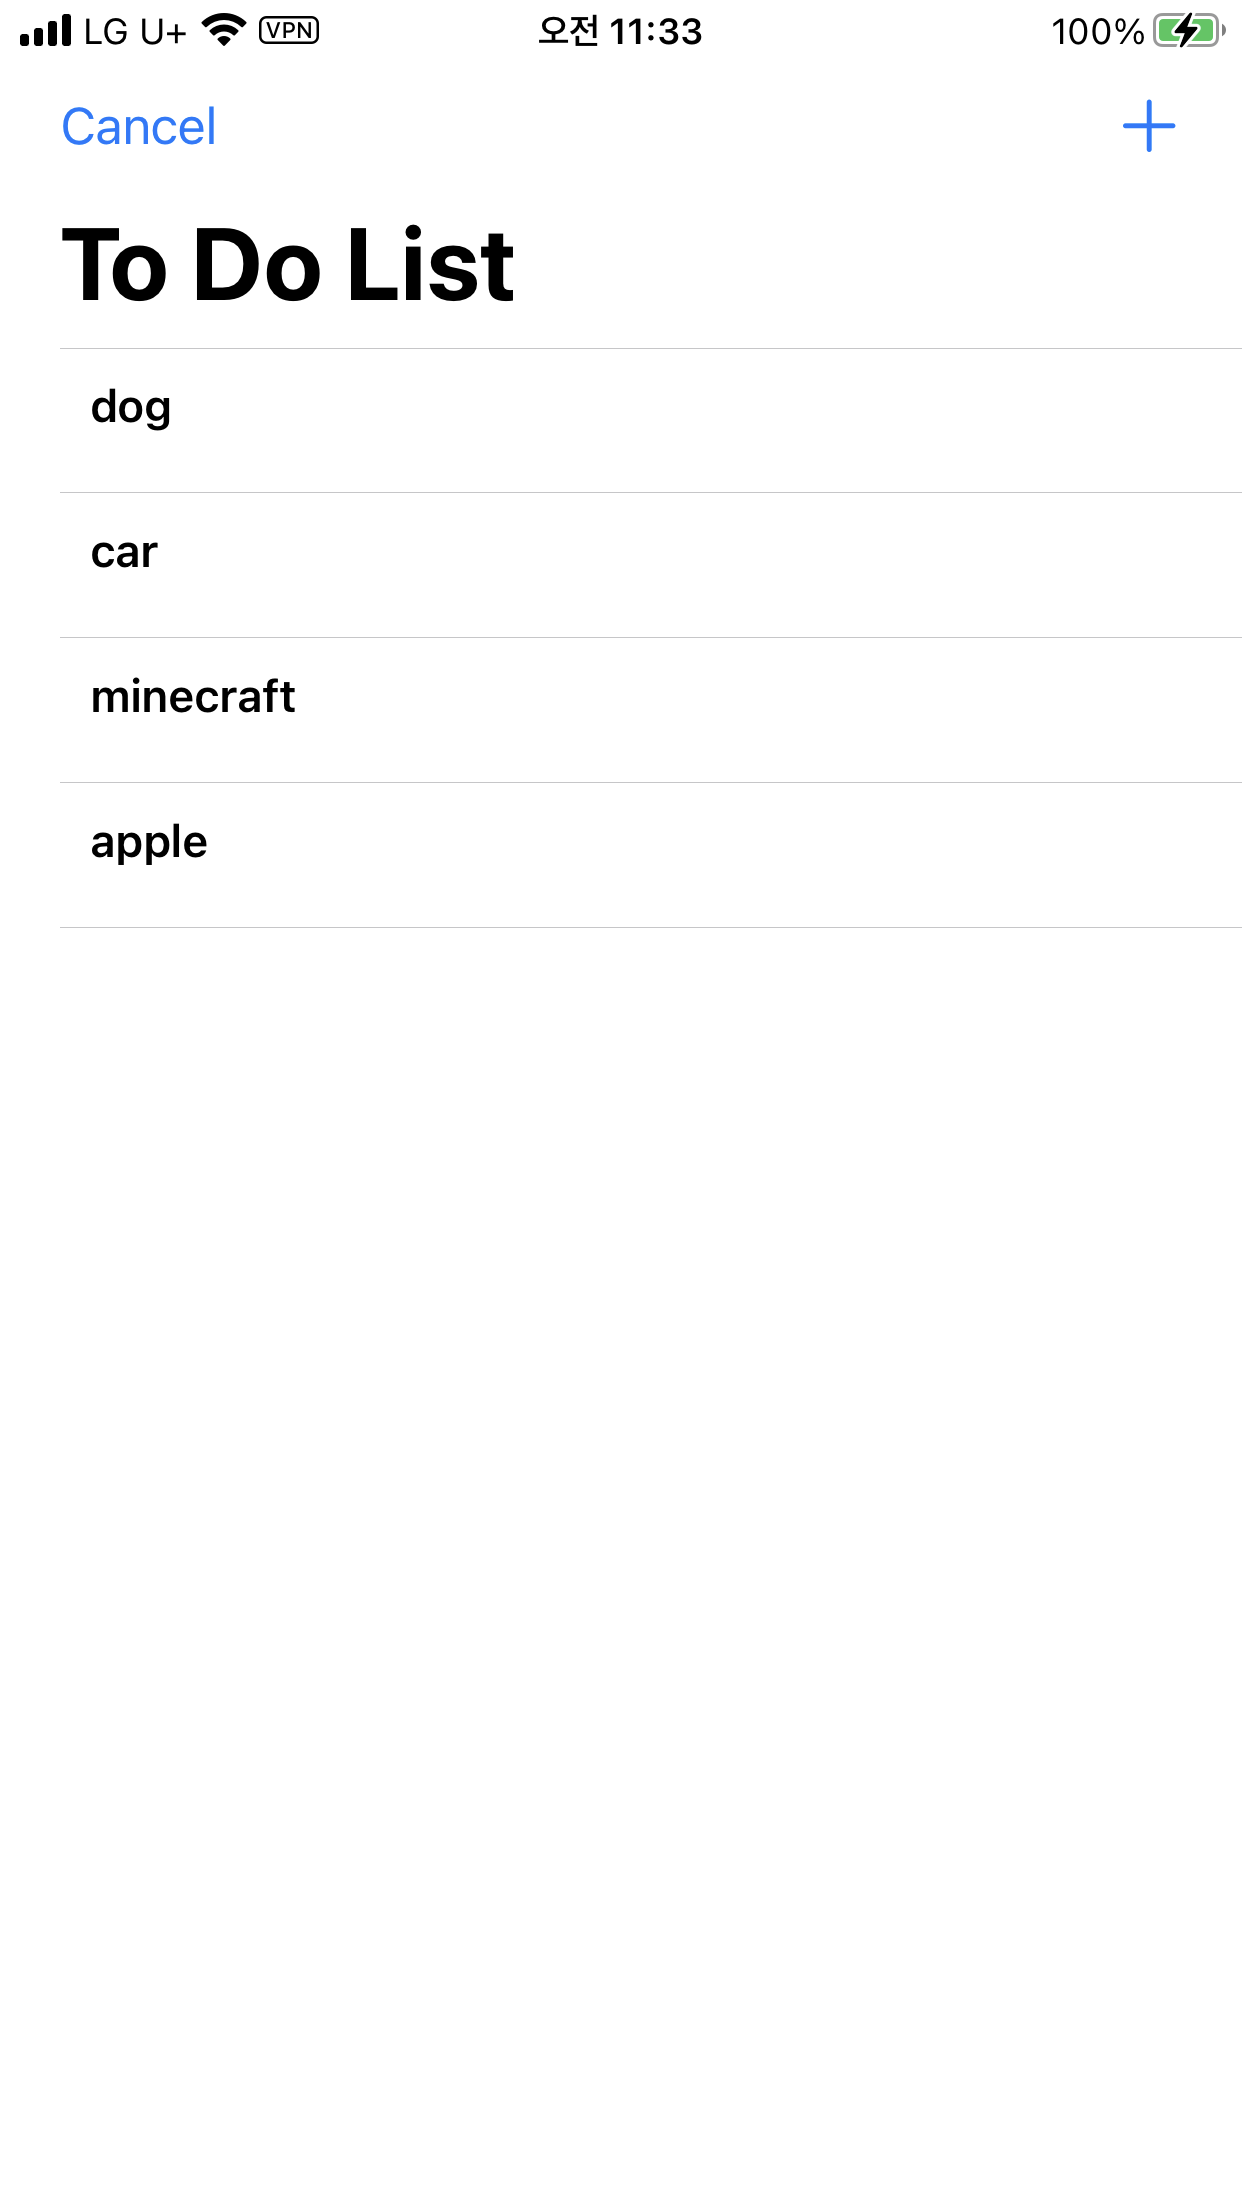 LG U+ VPN 오전 11:33 100%
Cancel +
To Do List
dog
car
minecraft
apple